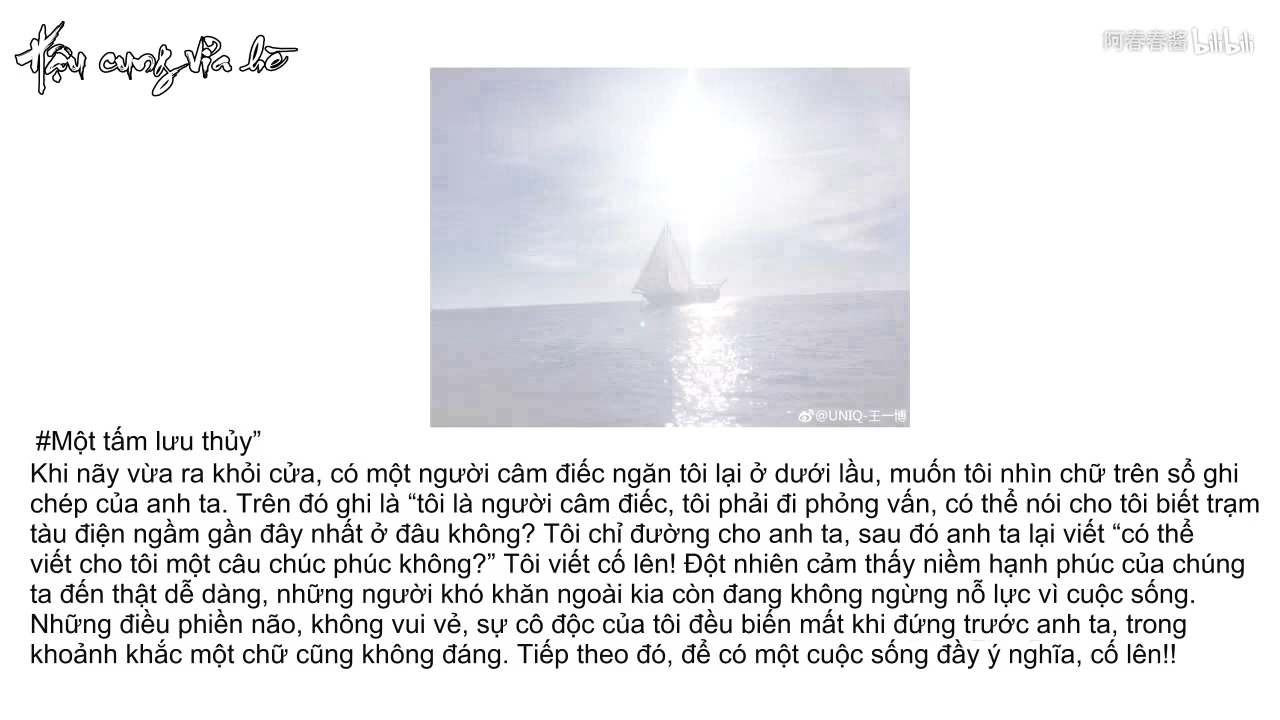 Hậu cung vỉa hè
阿春春酱 bilibili
@UNIQ-王一博
#Một tấm lưu thủy”
Khi nãy vừa ra khỏi cửa, có một người câm điếc ngăn tôi lại ở dưới lầu, muốn tôi nhìn chữ trên sổ ghi
chép của anh ta. Trên đó ghi là “tôi là người câm điếc, tôi phải đi phỏng vấn, có thể nói cho tôi biết trạm
tàu điện ngầm gần đây nhất ở đâu không? Tôi chỉ đường cho anh ta, sau đó anh ta lại viết “có thể
viết cho tôi một câu chúc phúc không?” Tôi viết cố lên! Đột nhiên cảm thấy niềm hạnh phúc của chúng
ta đến thật dễ dàng, những người khó khăn ngoài kia còn đang không ngừng nỗ lực vì cuộc sống.
Những điều phiền não, không vui vẻ, sự cô độc của tôi đều biến mất khi đứng trước anh ta, trong
khoảnh khắc một chữ cũng không đáng. Tiếp theo đó, để có một cuộc sống đầy ý nghĩa, cố lên!!